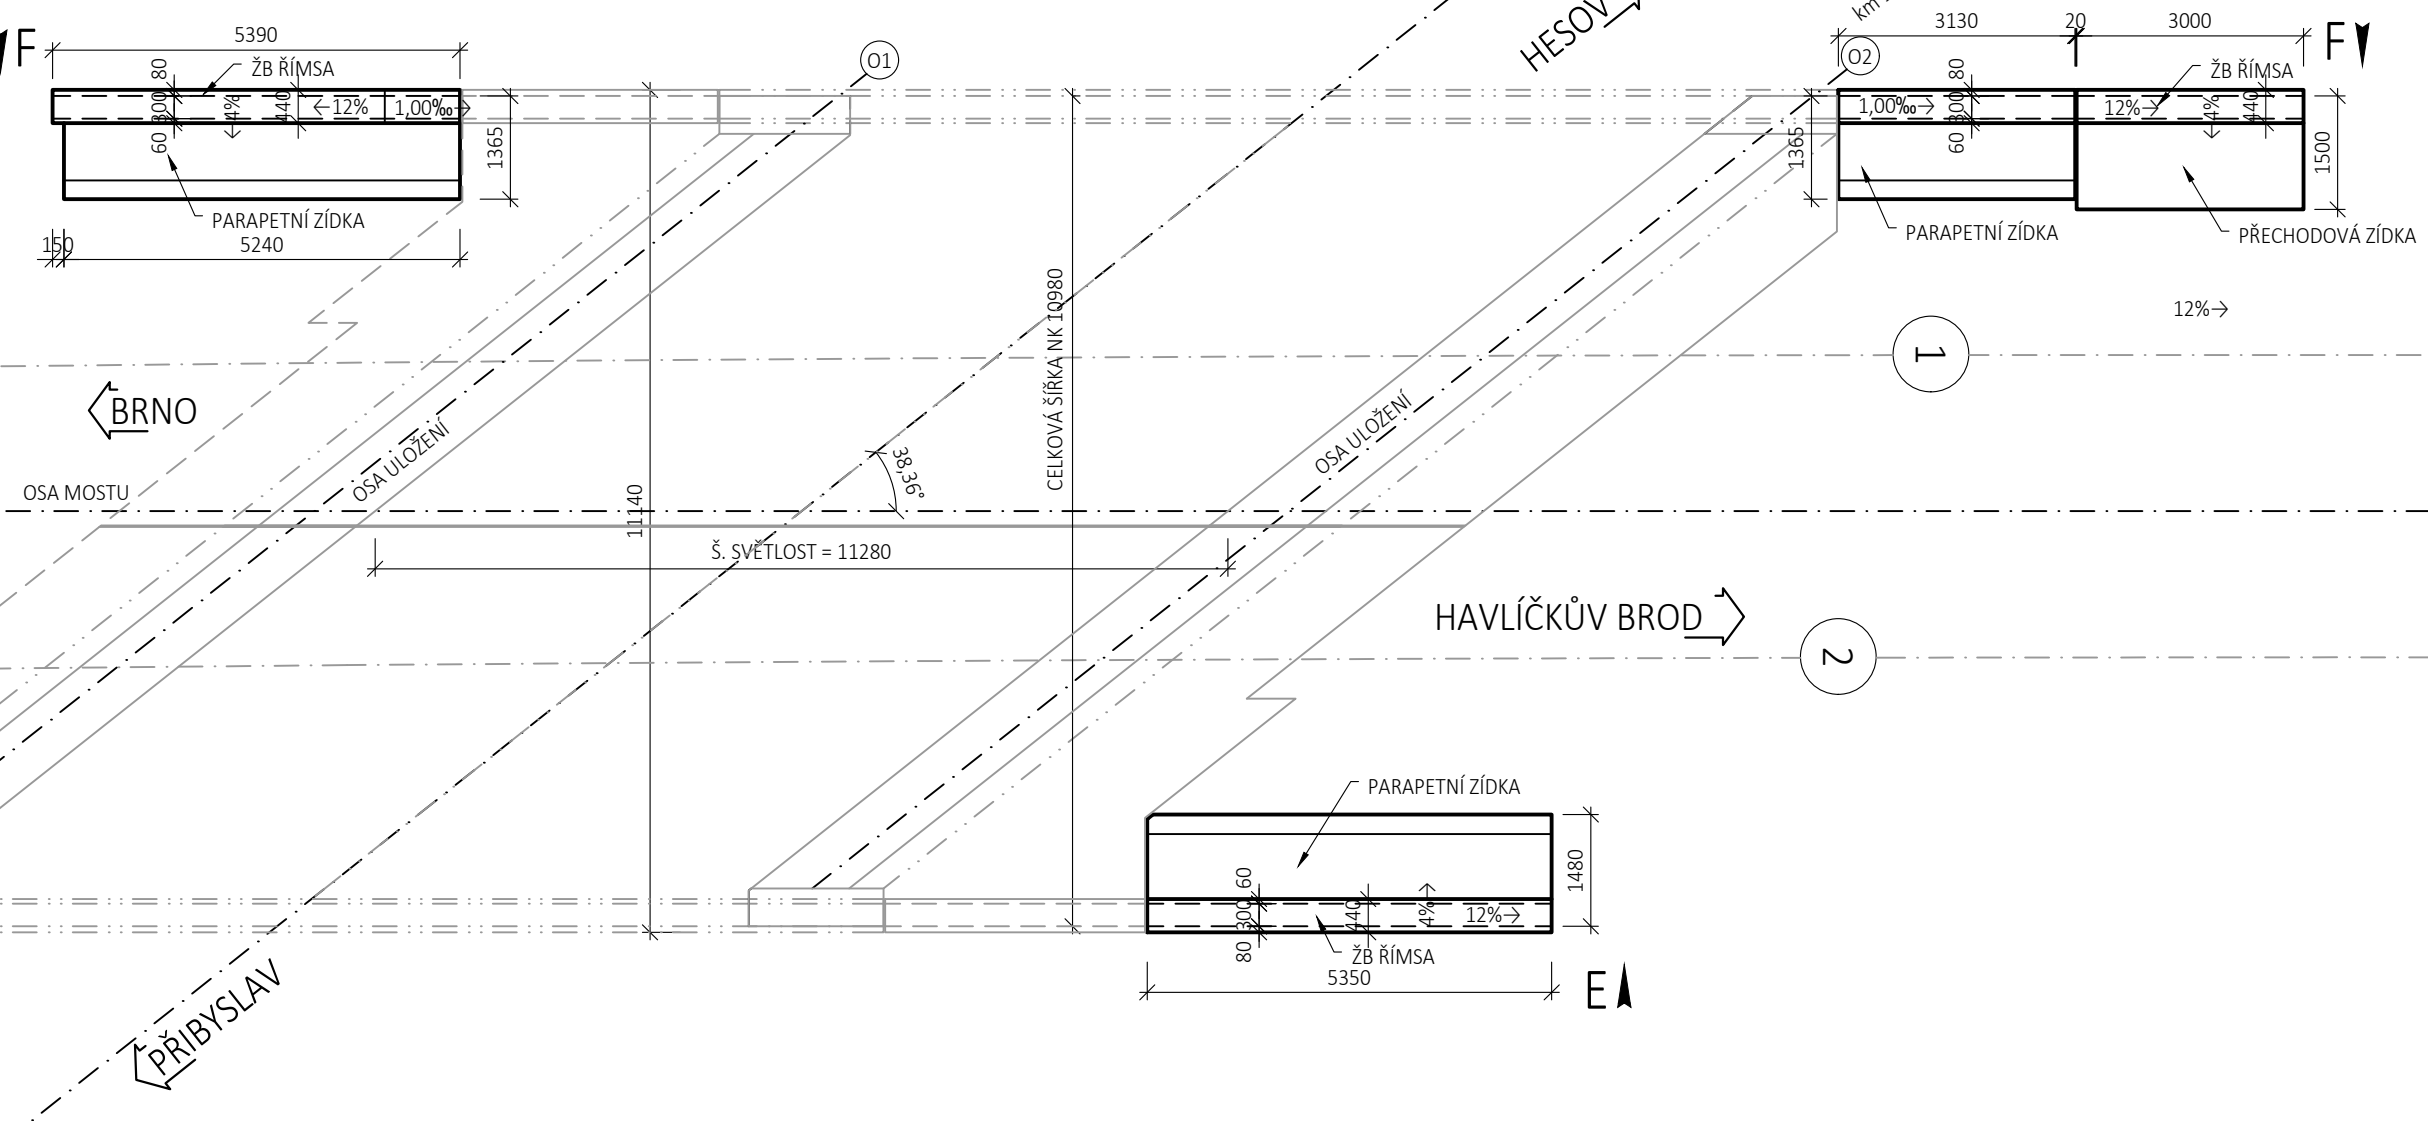 F
5390
80
ŽB ŘÍMSA
300
4%
440
←12%
1,00‰→
60
1365
PARAPETNÍ ZÍDKA
150
5240
O1
HESOV
km
3130
20
3000
F
O2
80
ŽB ŘÍMSA
1,00‰→
300
12%→
4%
440
60
1365
1500
PARAPETNÍ ZÍDKA
PŘECHODOVÁ ZÍDKA
12%→
1
BRNO
OSA ULOŽENÍ
OSA ULOŽENÍ
CELKOVÁ ŠÍŘKA NK 10980
38,36°
OSA MOSTU
11140
Š. SVĚTLOST = 11280
HAVLÍČKŮV BROD
2
PARAPETNÍ ZÍDKA
1480
60
300
440
4%→
12%→
80
ŽB ŘÍMSA
5350
E
PŘIBYSLAV